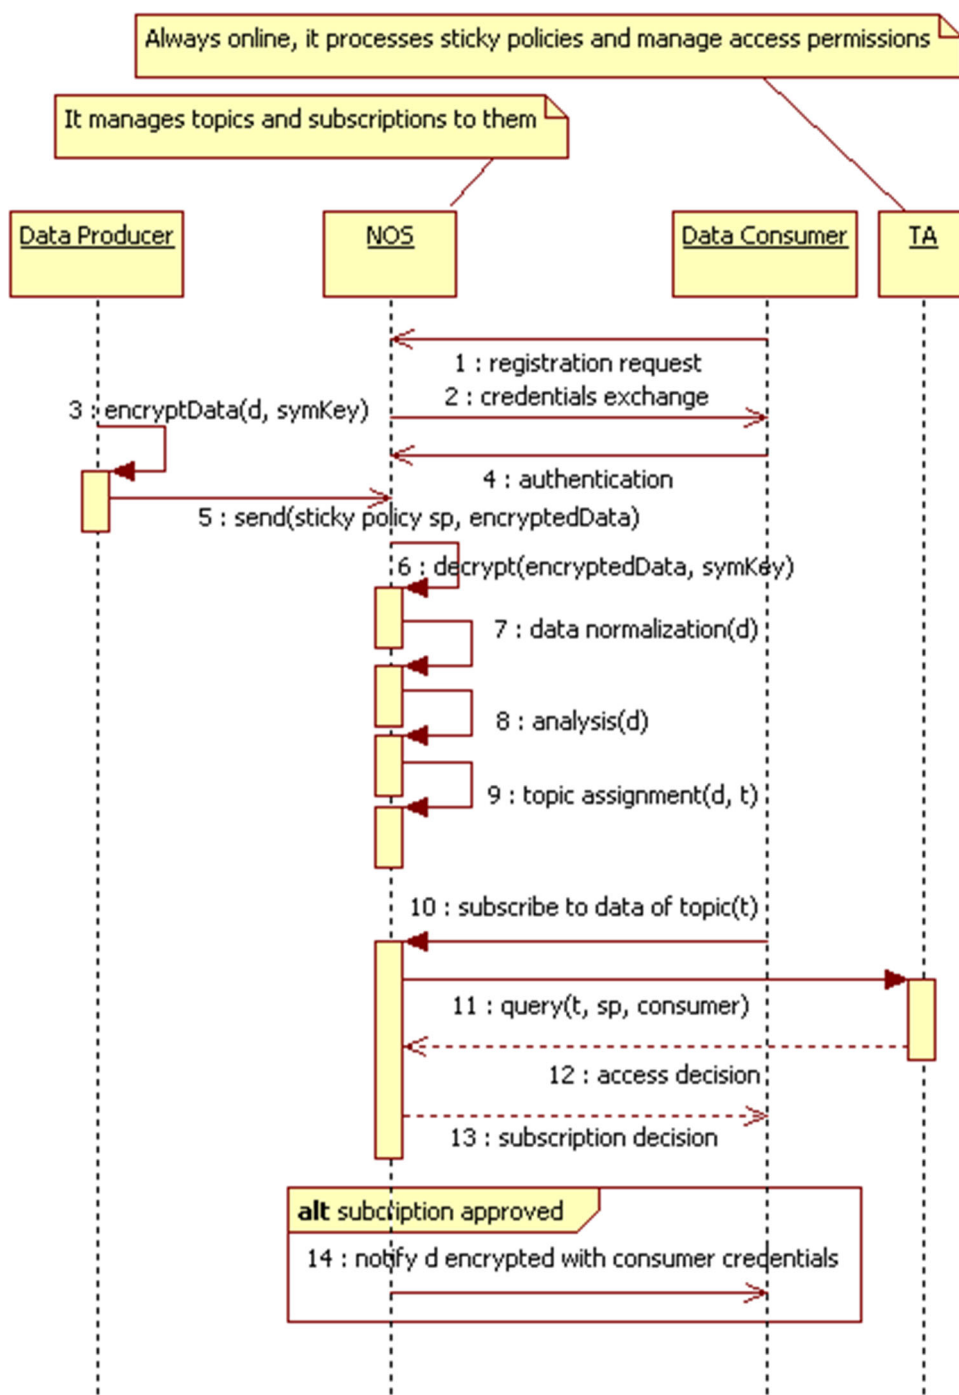 Always online, it processes sticky policies and manage access permissions
It manages topics and subscriptions to them
Data Producer
NOS
Data Consumer
TA
1 : registration request
2 : credentials exchange
3 : encryptData(d, symKey)
4 : authentication
5 : send(sticky policy sp, encryptedData)
6 : decrypt(encryptedData, symKey)
7 : data normalization(d)
8 : analysis(d)
9 : topic assignment(d, t)
10 : subscribe to data of topic(t)
11 : query(t, sp, consumer)
12 : access decision
13 : subscription decision
alt subcription approved
14 : notify d encrypted with consumer credentials